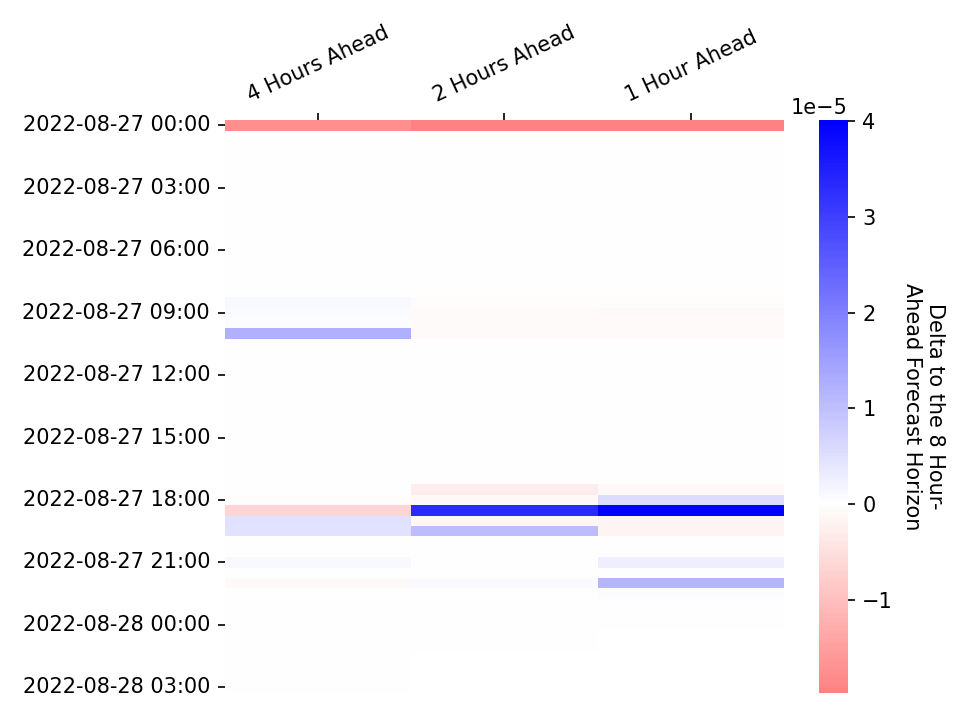 4 Hours Ahead
2 Hours Ahead
1 Hour Ahead
2022-08-27 00:00
2022-08-27 03:00
2022-08-27 06:00
2022-08-27 09:00
2022-08-27 12:00
2022-08-27 15:00
2022-08-27 18:00
2022-08-27 21:00
2022-08-28 00:00
2022-08-28 03:00
1e−5
4
3
2
1
0
−1
Delta to the 8 Hour-
Ahead Forecast Horizon